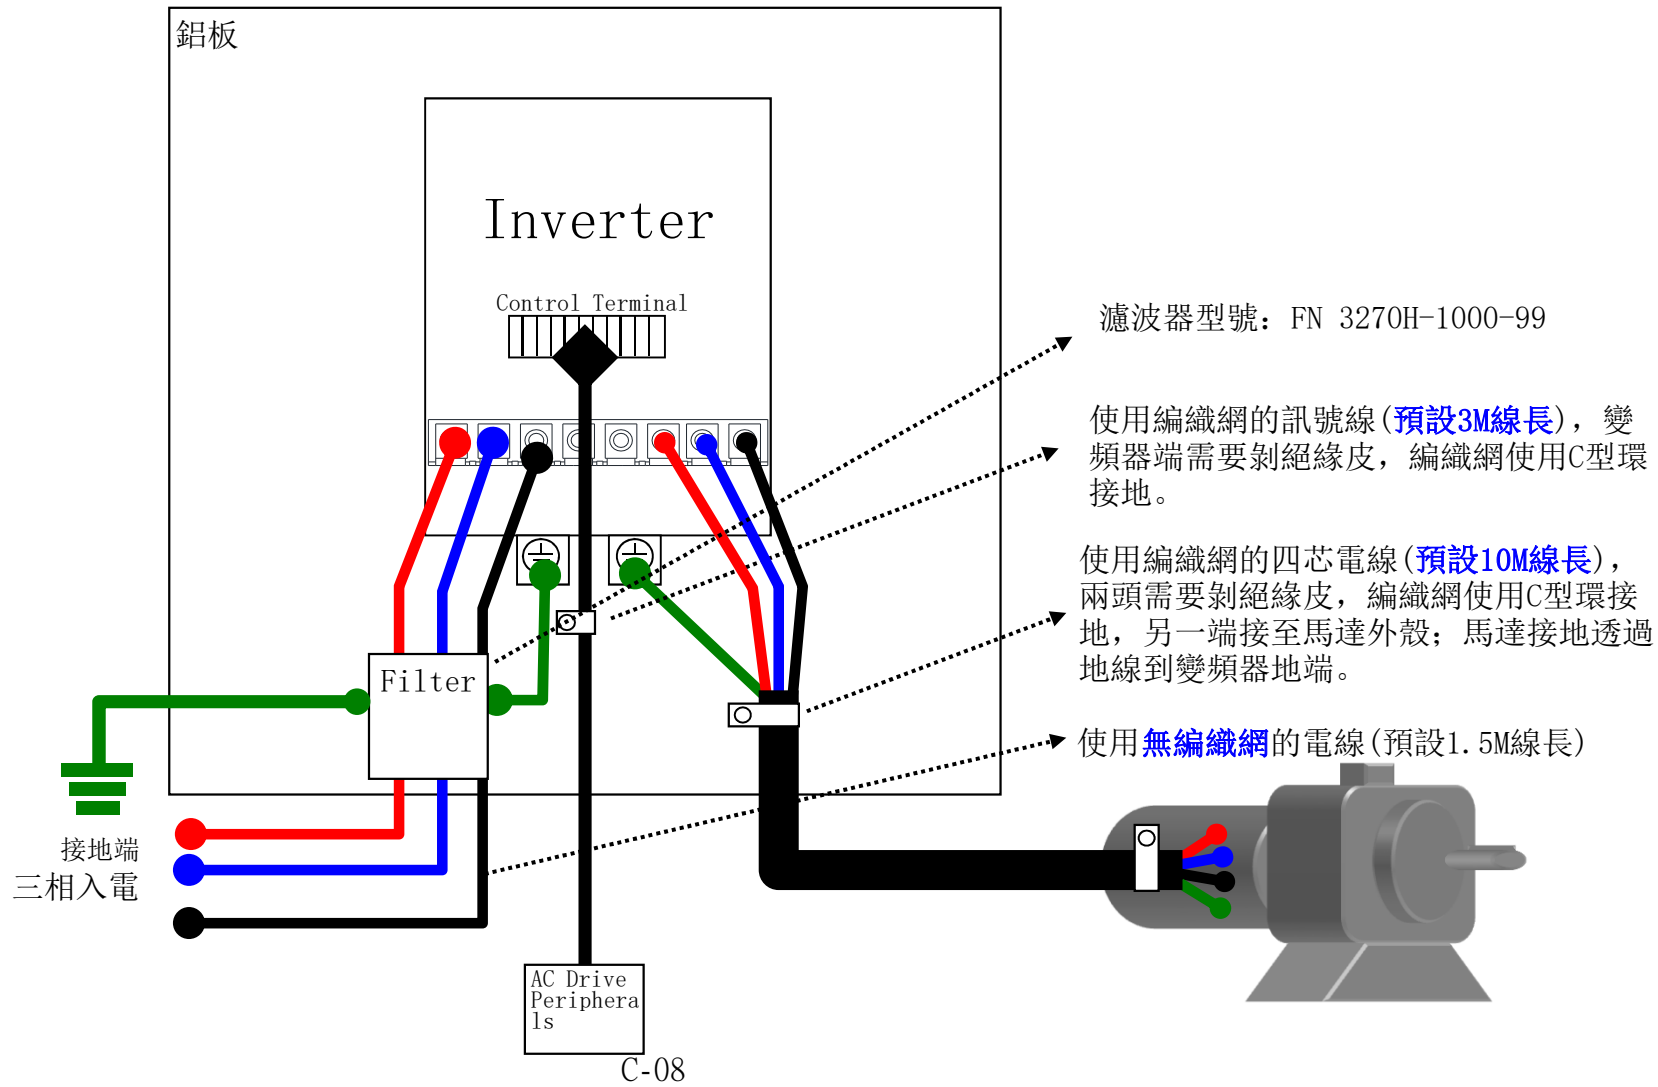 鋁板
Inverter
Control Terminal
濾波器型號: FN 3270H-1000-99
使用編織網的訊號線(預設3M線長), 變
頻器端需要剝絕緣皮, 編織網使用C型環
接地。
使用編織網的四芯電線(預設10M線長),
兩頭需要剝絕緣皮, 編織網使用C型環接
地, 另一端接至馬達外殼; 馬達接地透過
地線到變頻器地端。
Filter
使用無編織網的電線(預設1.5M線長)
接地端
三相入電
AC Drive
Periphera
ls
C-08